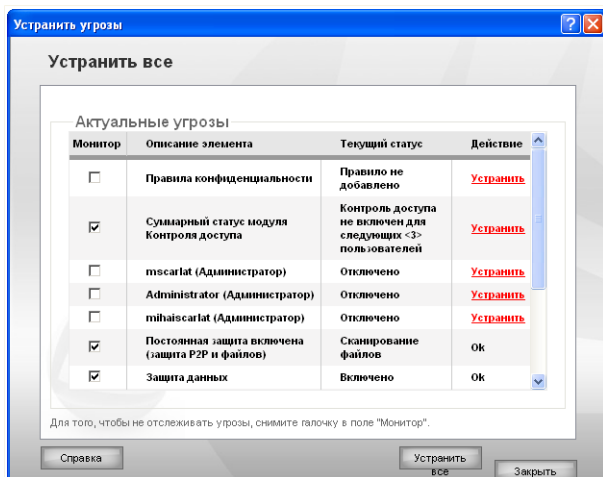 Устранить угрозы
Устранить все
Актуальные угрозы
Монитор Описание элемента Текущий статус Действие
Правила конфиденциальности Правило не добавлено Устранить
Суммарный статус модуля Контроля доступа Контроль доступа не включен для следующих <3> пользователей Устранить
mscarlat (Администратор) Отключено Устранить
Administrator (Администратор) Отключено Устранить
mihaiscarlat (Администратор) Отключено Устранить
Постоянная защита включена (защита P2P и файлов) Сканирование файлов Ok
Защита данных Включено Ok
Для того, чтобы не отслеживать угрозы, снимите галочку в поле "Монитор".
Справка Устранить все Закрыть